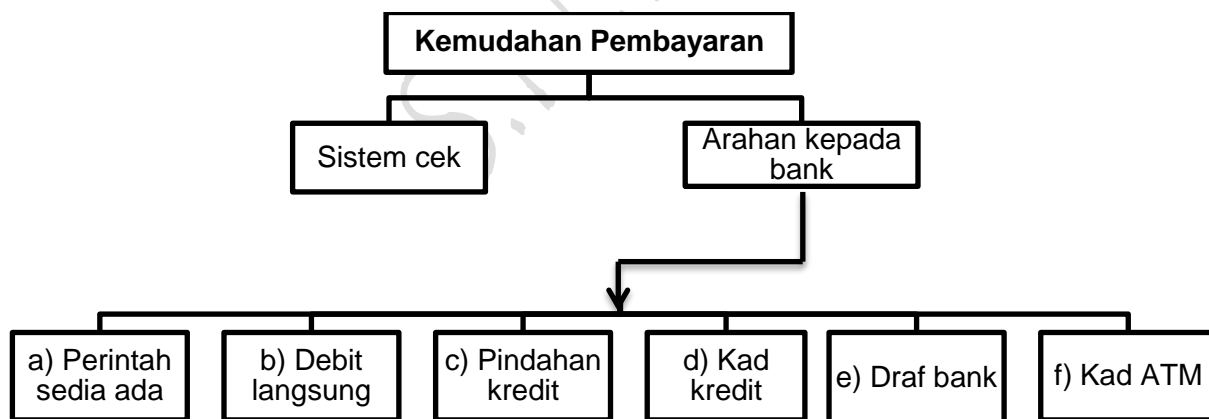 Kemudahan Pembayaran
Sistem cek
Arahan kepada
bank
a) Perintah
sedia ada
b) Debit
langsung
c) Pindahan
kredit
d) Kad
kredit
e) Draf bank
f) Kad ATM